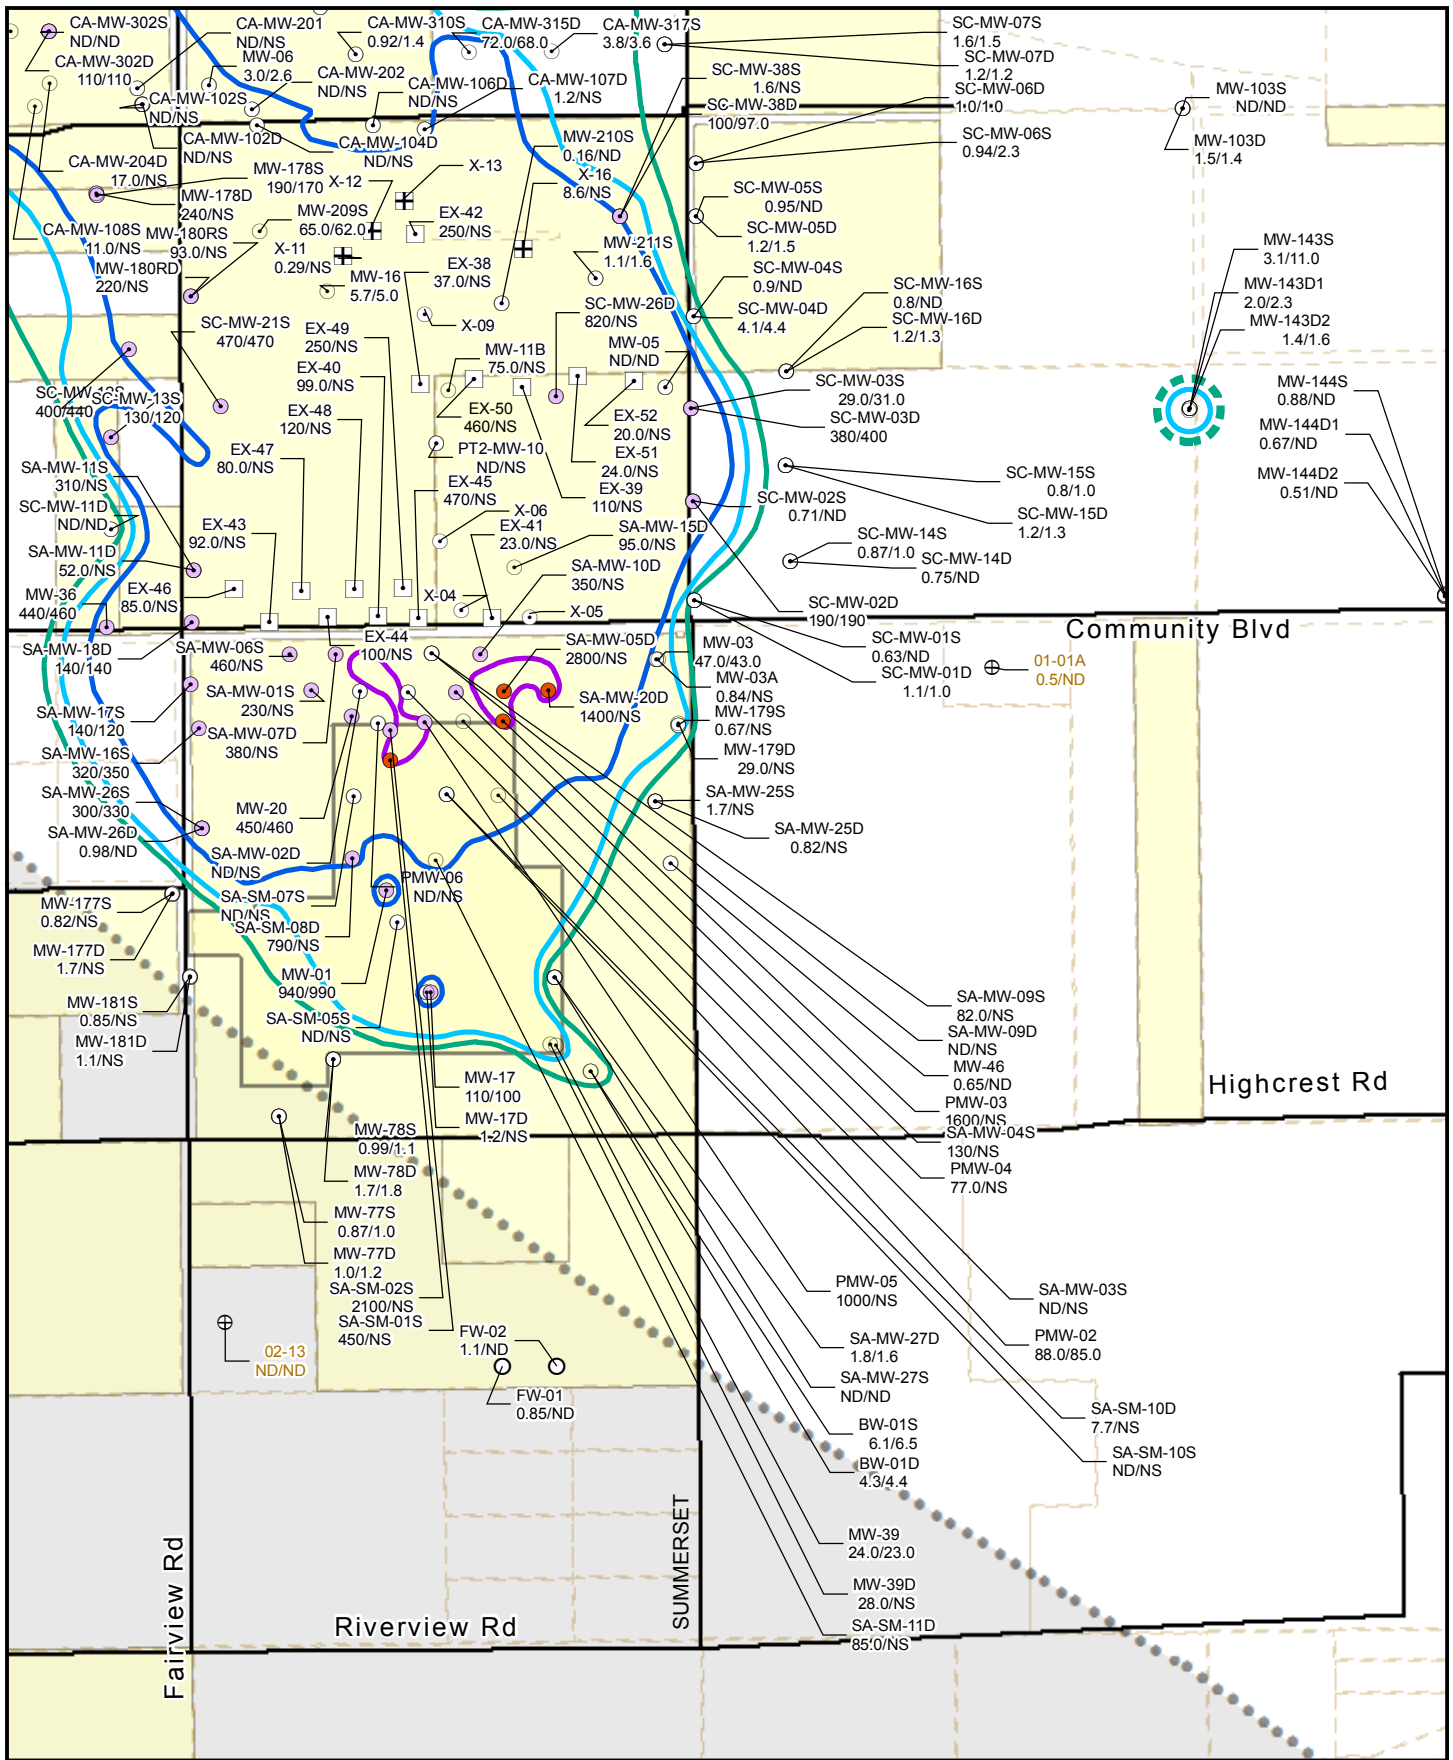 CA-MW-302S
ND/ND
CA-MW-201
ND/NS
CA-MW-310S
0.92/1.4
CA-MW-315D
72.0/68.0
CA-MW-317S
3.8/3.6
SC-MW-07S
1.6/1.5
SC-MW-07D
1.2/1.2
CA-MW-302D
110/110
MW-06
3.0/2.6
CA-MW-202
ND/NS
CA-MW-106D
ND/NS
CA-MW-107D
1.2/NS
SC-MW-38S
1.6/NS
SC-MW-38D
100/97.0
SC-MW-06D
1.0/1.0
SC-MW-06S
0.94/2.3
MW-103S
ND/ND
MW-103D
1.5/1.4
CA-MW-102S
ND/NS
CA-MW-102D
ND/NS
CA-MW-104D
ND/NS
MW-210S
0.16/ND
X-16
8.6/NS
CA-MW-204D
17.0/NS
MW-178S
190/170
MW-178D
240/NS
X-12
X-13
SC-MW-05S
0.95/ND
SC-MW-05D
1.2/1.5
MW-209S
65.0/62.0
EX-42
250/NS
CA-MW-108S
11.0/NS
MW-180RS
93.0/NS
X-11
0.29/NS
MW-211S
1.1/1.6
MW-143S
3.1/11.0
MW-180RD
220/NS
MW-16
5.7/5.0
EX-38
37.0/NS
SC-MW-04S
0.9/ND
SC-MW-04D
4.1/4.4
SC-MW-16S
0.8/ND
SC-MW-16D
1.2/1.3
MW-143D1
2.0/2.3
MW-143D2
1.4/1.6
SC-MW-21S
470/470
EX-49
250/NS
X-09
SC-MW-26D
820/NS
MW-05
ND/ND
EX-40
99.0/NS
MW-11B
75.0/NS
SC-MW-03S
29.0/31.0
SC-MW-03D
380/400
MW-144S
0.88/ND
MW-144D1
0.67/ND
MW-144D2
0.51/ND
400/440
SC-MW-13S
130/120
EX-48
120/NS
EX-50
460/NS
EX-52
20.0/NS
EX-47
80.0/NS
PT2-MW-10
ND/NS
EX-51
24.0/NS
SA-MW-11S
310/NS
EX-45
470/NS
EX-39
110/NS
SC-MW-02S
0.71/ND
SC-MW-15S
0.8/1.0
SC-MW-15D
1.2/1.3
SC-MW-11D
ND/ND
EX-43
92.0/NS
X-06
EX-41
23.0/NS
SA-MW-15D
95.0/NS
SC-MW-14S
0.87/1.0
SC-MW-14D
0.75/ND
SA-MW-11D
52.0/NS
EX-46
85.0/NS
SA-MW-10D
350/NS
X-04
X-05
MW-36
440/460
SC-MW-02D
190/190
Community Blvd
SA-MW-18D
140/140
SA-MW-06S
460/NS
EX-44
100/NS
SA-MW-05D
2800/NS
MW-03
47.0/43.0
SC-MW-01S
0.63/ND
SC-MW-01D
1.1/1.0
01-01A
0.5/ND
MW-03A
0.84/NS
SA-MW-01S
230/NS
SA-MW-20D
1400/NS
MW-179S
0.67/NS
SA-MW-17S
140/120
SA-MW-07D
380/NS
MW-179D
29.0/NS
SA-MW-16S
320/350
SA-MW-26S
300/330
MW-20
450/460
SA-MW-25S
1.7/NS
SA-MW-25D
0.82/NS
SA-MW-26D
0.98/ND
SA-MW-02D
ND/NS
PMW-06
ND/NS
SA-SM-07S
ND/NS
MW-177S
0.82/NS
SA-SM-08D
790/NS
MW-177D
1.7/NS
MW-01
940/990
MW-181S
0.85/NS
SA-SM-05S
ND/NS
MW-181D
1.1/NS
SA-MW-09S
82.0/NS
SA-MW-09D
ND/NS
MW-46
0.65/ND
Highcrest Rd
MW-17
110/100
MW-17D
1.2/NS
PMW-03
1600/NS
SA-MW-04S
130/NS
PMW-04
77.0/NS
MW-78S
0.99/1.1
MW-78D
1.7/1.8
MW-77S
0.87/1.0
MW-77D
1.0/1.2
SA-SM-02S
2100/NS
SA-SM-01S
450/NS
PMW-05
1000/NS
SA-MW-03S
ND/NS
FW-02
1.1/ND
SA-MW-27D
1.8/1.6
PMW-02
88.0/85.0
02-13
ND/ND
SA-MW-27S
ND/ND
FW-01
0.85/ND
SA-SM-10D
7.7/NS
BW-01S
6.1/6.5
BW-01D
4.3/4.4
SA-SM-10S
ND/NS
MW-39
24.0/23.0
MW-39D
28.0/NS
SA-SM-11D
85.0/NS
SUMMERSET
Fairview Rd
Riverview Rd